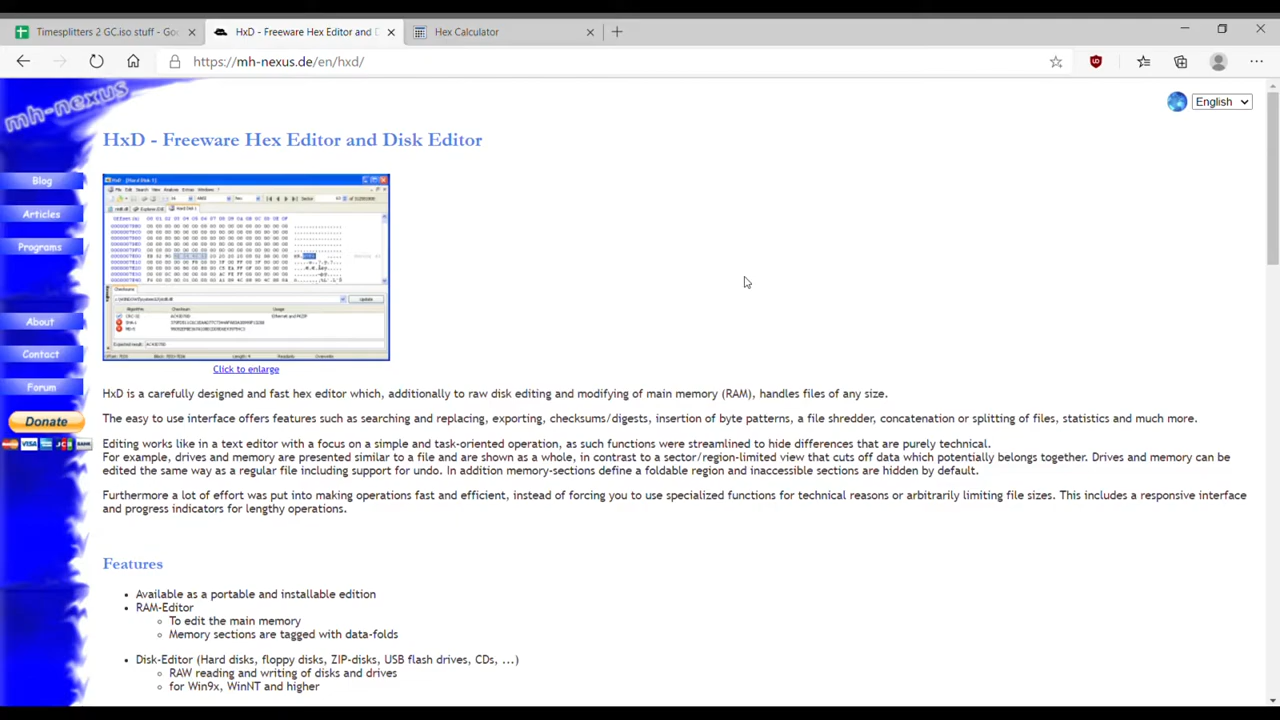 Timesplitters 2 GC.iso stuff - Goo
HxD - Freeware Hex Editor and D
Hex Calculator
https://mh-nexus.de/en/hxd/
mh-nexus
English
HxD - Freeware Hex Editor and Disk Editor
Blog
Articles
Programs
About
Contact
Forum
Donate
VISA
Click to enlarge
HxD is a carefully designed and fast hex editor which, additionally to raw disk editing and modifying of main memory (RAM), handles files of any size.
The easy to use interface offers features such as searching and replacing, exporting, checksums/digests, insertion of byte patterns, a file shredder, concatenation or splitting of files, statistics and much more.
Editing works like in a text editor with a focus on a simple and task-oriented operation, as such functions were streamlined to hide differences that are purely technical.
For example, drives and memory are presented similar to a file and are shown as a whole, in contrast to a sector/region-limited view that cuts off data which potentially belongs together. Drives and memory can be
edited the same way as a regular file including support for undo. In addition memory-sections define a foldable region and inaccessible sections are hidden by default.
Furthermore a lot of effort was put into making operations fast and efficient, instead of forcing you to use specialized functions for technical reasons or arbitrarily limiting file sizes. This includes a responsive interface
and progress indicators for lengthy operations.
Features
Available as a portable and installable edition
RAM-Editor
To edit the main memory
Memory sections are tagged with data-folds
Disk-Editor (Hard disks, floppy disks, ZIP-disks, USB flash drives, CDs, ...)
RAW reading and writing of disks and drives
for Win9x, WinNT and higher